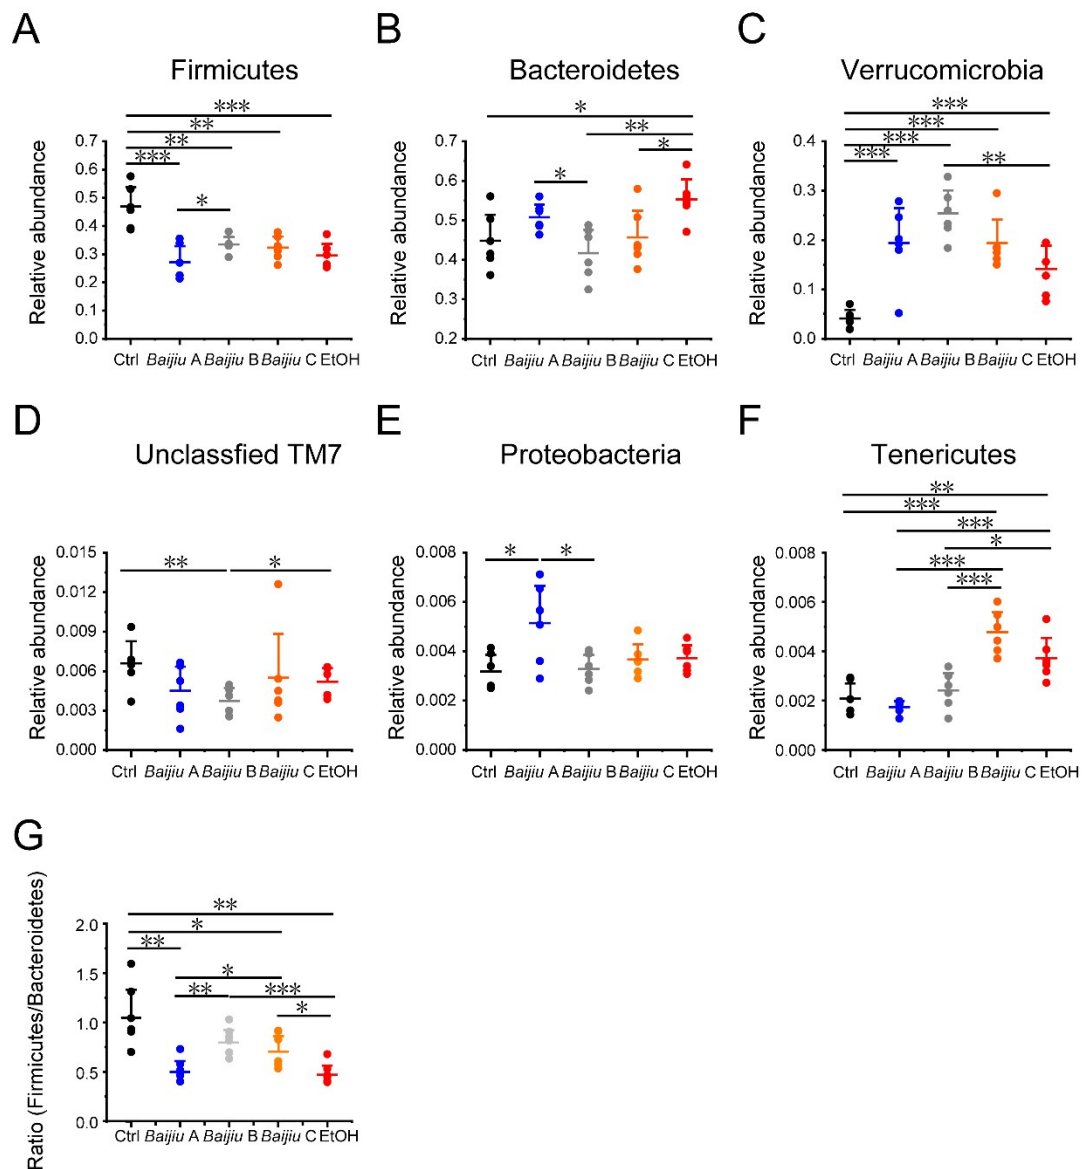 A
B
C
Firmicutes
Bacteroidetes
Verrucomicrobia
***
**
**
***
*
*
**
*
*
***
***
***
***
**
Relative abundance
0.7
0.6
0.5
0.4
0.3
0.2
0.1
0.0
Relative abundance
0.7
0.6
0.5
0.4
0.3
0.2
Relative abundance
0.4
0.3
0.2
0.1
0.0
Ctrl Baijiu A Baijiu B Baijiu C EtOH
Ctrl Baijiu A Baijiu B Baijiu C EtOH
Ctrl Baijiu A Baijiu B Baijiu C EtOH
D
E
F
Unclassfied TM7
Proteobacteria
Tenericutes
**
*
*
*
**
***
***
*
***
***
Relative abundance
0.015
0.012
0.009
0.006
0.003
0.000
Relative abundance
0.008
0.006
0.004
0.002
0.000
Relative abundance
0.008
0.006
0.004
0.002
0.000
Ctrl Baijiu A Baijiu B Baijiu C EtOH
Ctrl Baijiu A Baijiu B Baijiu C EtOH
Ctrl Baijiu A Baijiu B Baijiu C EtOH
G
**
*
**
*
**
***
*
Ratio (Firmicutes/Bacteroidetes)
2.0
1.5
1.0
0.5
0.0
Ctrl Baijiu A Baijiu B Baijiu C EtOH